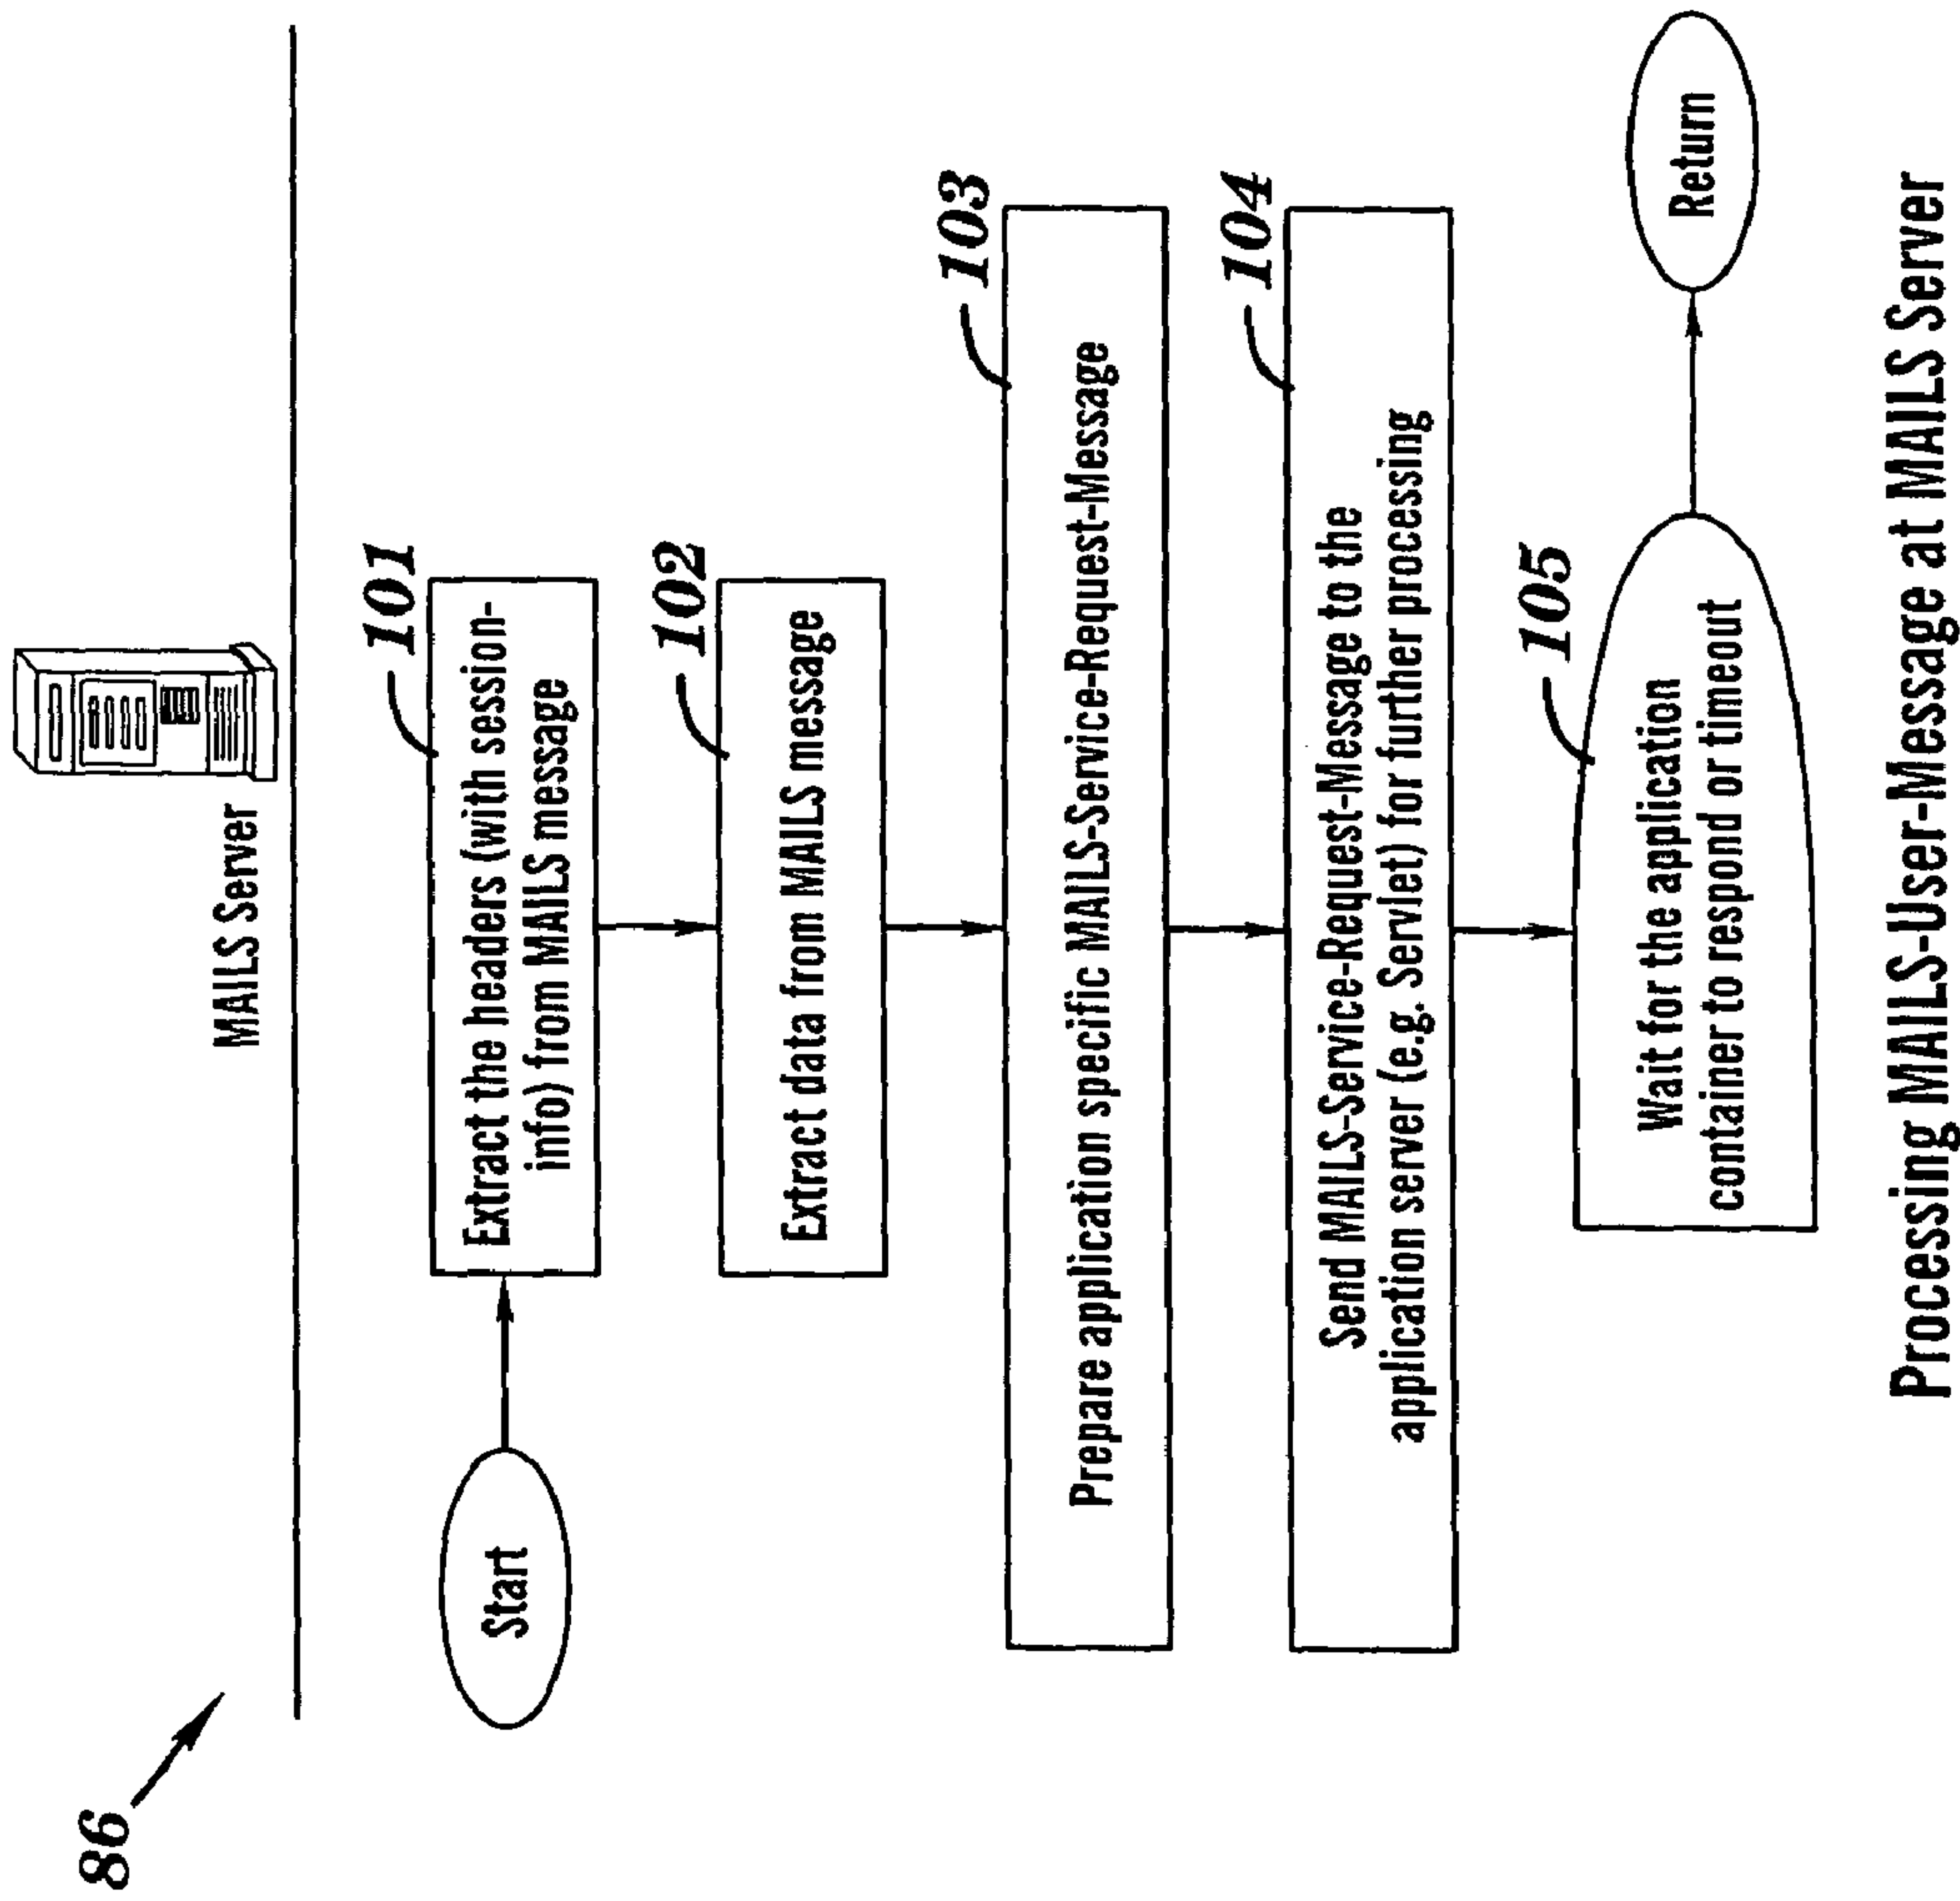 86
MAILS Server
101
Extract the headers (with session-
info) from MAILS message
Start
102
Extract data from MAILS message
103
Prepare application specific MAILS-Service-Request-Message
104
Send MAILS-Service-Request-Message to the
application server (e.g. Servlet) for further processing
105
Wait for the application
container to respond or timeout
Return
Processing MAILS-User-Message at MAILS Server